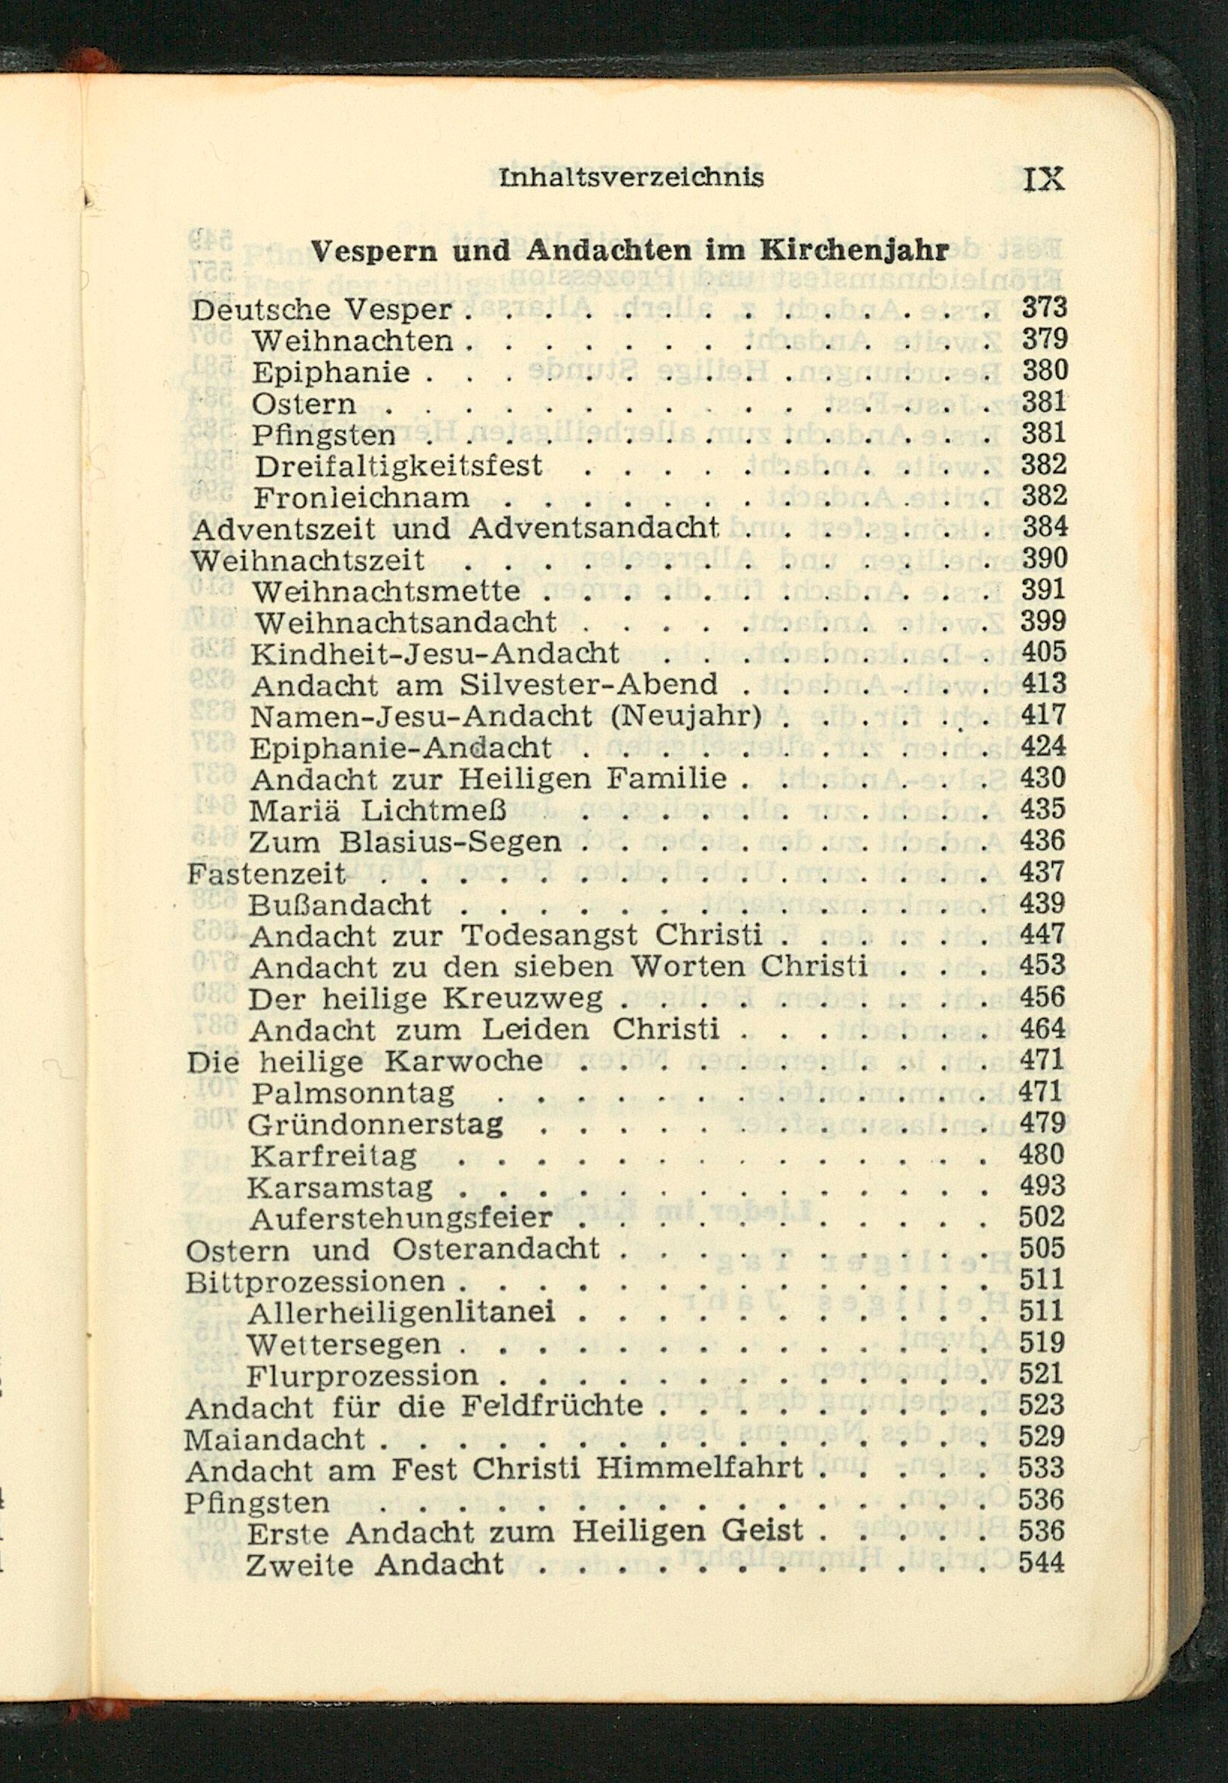 Inhaltsverzeichnis IX
Vespern und Andachten im Kirchenjahr
Deutsche Vesper . . . . . . . . . . . . . . 373
Weihnachten . . . . . . . . . . . . . . 379
Epiphanie . . . . . . . . . . . . . . . 380
Ostern . . . . . . . . . . . . . . . . 381
Pfingsten . . . . . . . . . . . . . . . 381
Dreifaltigkeitsfest . . . . . . . . . . . 382
Fronleichnam . . . . . . . . . . . . . 382
Adventszeit und Adventsandacht . . . . . . . 384
Weihnachtszeit . . . . . . . . . . . . . . 390
Weihnachtsmette . . . . . . . . . . . . 391
Weihnachtsandacht . . . . . . . . . . . 399
Kindheit-Jesu-Andacht . . . . . . . . . 405
Andacht am Silvester-Abend . . . . . . . 413
Namen-Jesu-Andacht (Neujahr) . . . . . . 417
Epiphanie-Andacht . . . . . . . . . . . 424
Andacht zur Heiligen Familie . . . . . . . 430
Mariä Lichtmeß . . . . . . . . . . . 435
Zum Blasius-Segen . . . . . . . . . . . 436
Fastenzeit . . . . . . . . . . . . . . . . 437
Bußandacht . . . . . . . . . . . . . . 439
Andacht zur Todesangst Christi . . . . . . 447
Andacht zu den sieben Worten Christi . . . 453
Der heilige Kreuzweg . . . . . . . . . . 456
Andacht zum Leiden Christi . . . . . . . 464
Die heilige Karwoche . . . . . . . . . . . 471
Palmsonntag . . . . . . . . . . . . . 471
Gründonnerstag . . . . . . . . . . . . 479
Karfreitag . . . . . . . . . . . . . . 480
Karsamstag . . . . . . . . . . . . . . 493
Auferstehungsfeier . . . . . . . . . . . 502
Ostern und Osterandacht . . . . . . . . . . 505
Bittprozessionen . . . . . . . . . . . . . . 511
Allerheiligenlitanei . . . . . . . . . . . 511
Wettersegen . . . . . . . . . . . . . . 519
Flurprozession . . . . . . . . . . . . . 521
Andacht für die Feldfrüchte . . . . . . . . . 523
Maiandacht . . . . . . . . . . . . . . . . 529
Andacht am Fest Christi Himmelfahrt . . . . . 533
Pfingsten . . . . . . . . . . . . . . . . 536
Erste Andacht zum Heiligen Geist . . . . . 536
Zweite Andacht . . . . . . . . . . . . 544